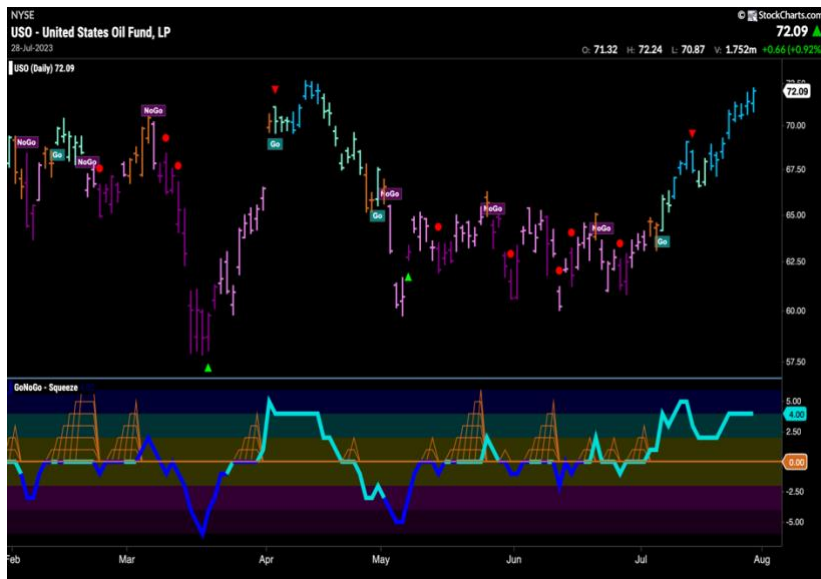 NYSE
© StockCharts.com
USO - United States Oil Fund, LP
72.09
28-Jul-2023
O: 71.32 H: 72.24 L: 70.87 V: 1.752m +0.66 (+0.92%
USO (Daily) 72.09
72.50
72.09
NoGo
NoGo
Go
NoGo
Go
70.00
67.50
NoGo
Go
NoGo
NoGo
Go
65.00
62.50
60.00
57.50
GoNoGo - Squeeze
5.00
4.00
2.50
0.00
-2.50
-5.00
Feb Mar Apr May Jun Jul Aug